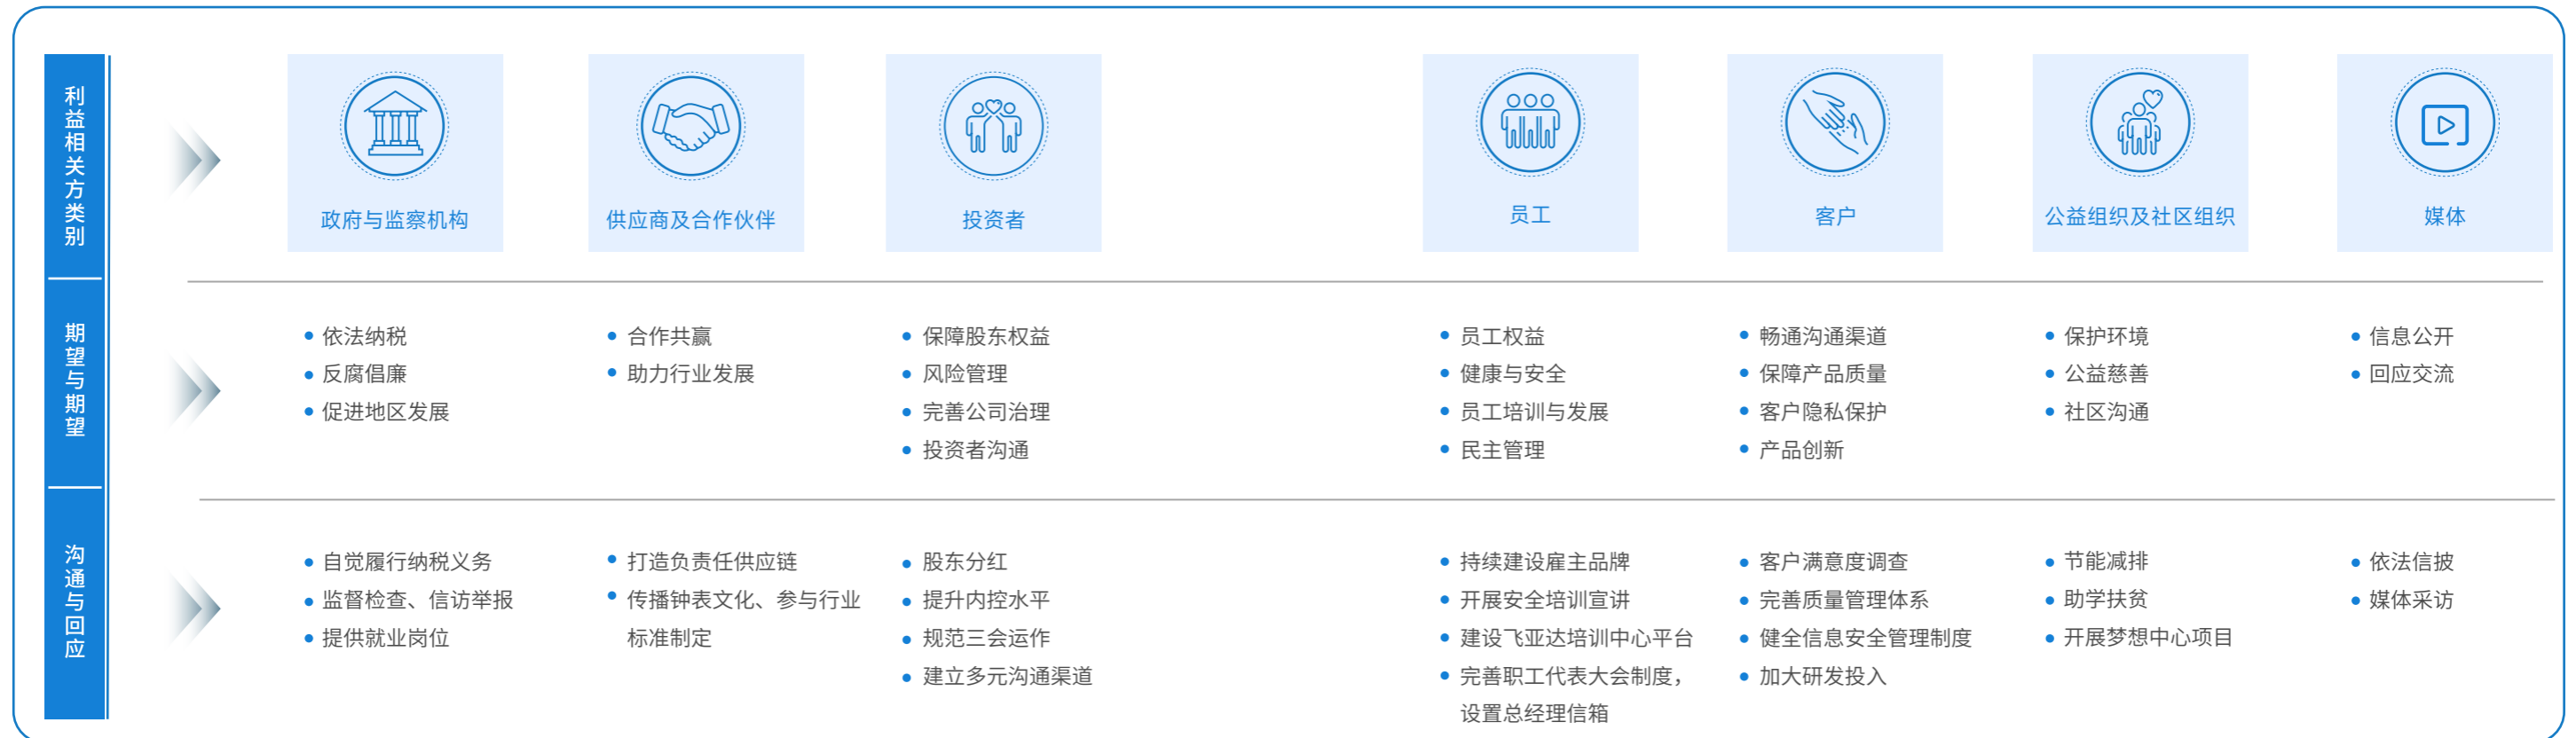 利益相关方类别
政府与监察机构
供应商及合作伙伴
投资者
员工
客户
公益组织及社区组织
媒体
期望与期望
依法纳税
反腐倡廉
促进地区发展
合作共赢
助力行业发展
保障股东权益
风险管理
完善公司治理
投资者沟通
员工权益
健康与安全
员工培训与发展
民主管理
畅通沟通渠道
保障产品质量
客户隐私保护
产品创新
保护环境
公益慈善
社区沟通
信息公开
回应交流
沟通与回应
自觉履行纳税义务
监督检查、信访举报
提供就业岗位
打造负责任供应链
传播钟表文化、参与行业
标准制定
股东分红
提升内控水平
规范三会运作
建立多元沟通渠道
持续建设雇主品牌
开展安全培训宣讲
建设飞亚达培训中心平台
完善职工代表大会制度，
设置总经理信箱
客户满意度调查
完善质量管理体系
健全信息安全管理制度
加大研发投入
节能减排
助学扶贫
开展梦想中心项目
依法信披
媒体采访